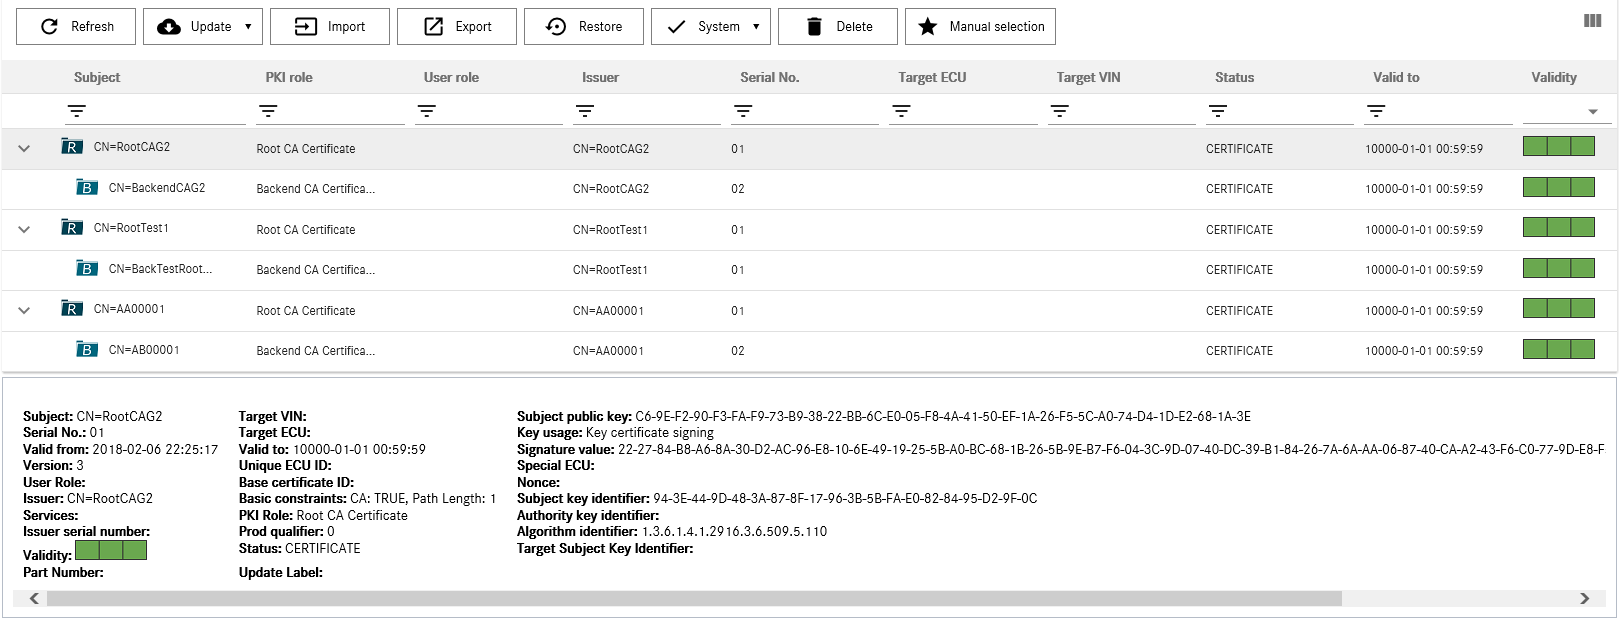 Refresh Update Import Export Restore System Delete Manual selection
Subject PKI role User role Issuer Serial No. Target ECU Target VIN Status Valid to Validity
R CN=RootCAG2 Root CA Certificate CN=RootCAG2 01 CERTIFICATE 10000-01-01 00:59:59
B CN=BackendCAG2 Backend CA Certifica... CN=RootCAG2 02 CERTIFICATE 10000-01-01 00:59:59
R CN=RootTest1 Root CA Certificate CN=RootTest1 01 CERTIFICATE 10000-01-01 00:59:59
B CN=BackTestRoot... Backend CA Certifica... CN=RootTest1 01 CERTIFICATE 10000-01-01 00:59:59
R CN=AA00001 Root CA Certificate CN=AA00001 01 CERTIFICATE 10000-01-01 00:59:59
B CN=AB00001 Backend CA Certifica... CN=AA00001 02 CERTIFICATE 10000-01-01 00:59:59
Subject: CN=RootCAG2 Target VIN: Subject public key: C6-9E-F2-90-F3-FA-F9-73-B9-38-22-BB-6C-E0-05-F8-4A-41-50-EF-1A-26-F5-5C-A0-74-D4-1D-E2-68-1A-3E
Serial No.: 01 Target ECU: Key usage: Key certificate signing
Valid from: 2018-02-06 22:25:17 Valid to: 10000-01-01 00:59:59 Signature value: 22-27-84-B8-A6-8A-30-D2-AC-96-E8-10-6E-49-19-25-5B-A0-BC-68-1B-26-5B-9E-B7-F6-04-3C-9D-07-40-DC-39-B1-84-26-7A-6A-AA-06-87-40-CA-A2-43-F6-C0-77-9D-E8-F
Version: 3 Unique ECU ID: Special ECU:
User Role: Base certificate ID: Nonce:
Issuer: CN=RootCAG2 Basic constraints: CA: TRUE, Path Length: 1 Subject key identifier: 94-3E-44-9D-48-3A-87-8F-17-96-3B-5B-FA-E0-82-84-95-D2-9F-0C
Services: PKI Role: Root CA Certificate Authority key identifier:
Issuer serial number: Prod qualifier: 0 Algorithm identifier: 1.3.6.1.4.1.2916.3.6.509.5.110
Validity: Status: CERTIFICATE Target Subject Key Identifier:
Part Number: Update Label: